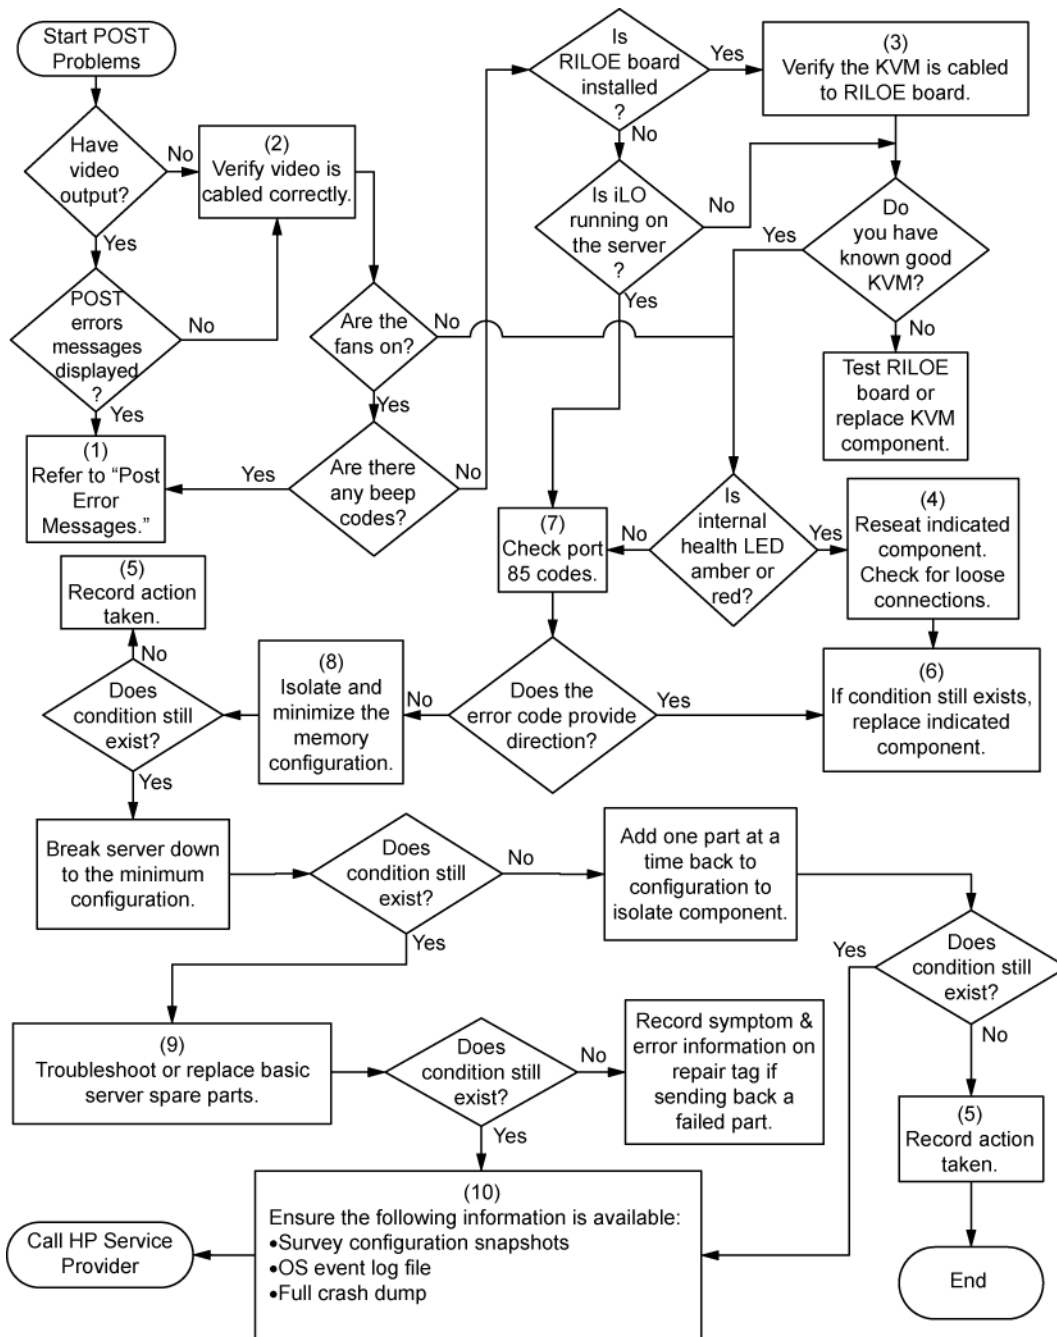 Start POST
Problems
Have
video
output?
No
Yes
(2)
Verify video is
cabled correctly.
POST
errors
messages
displayed
?
No
Yes
(1)
Refer to “Post
Error
Messages.”
Are the
fans on?
No
Yes
Are there
any beep
codes?
Yes
No
Is
RILOE board
installed
?
Yes
No
(3)
Verify the KVM is cabled
to RILOE board.
Is iLO
running on
the server
?
No
Yes
Do
you have
known good
KVM?
Yes
No
Test RILOE
board or
replace KVM
component.
Is
internal
health LED
amber or
red?
No
Yes
(4)
Reseat indicated
component.
Check for loose
connections.
(7)
Check port
85 codes.
(6)
If condition still exists,
replace indicated
component.
Does the
error code provide
direction?
Yes
No
(8)
Isolate and
minimize the
memory
configuration.
Does
condition still
exist?
No
Yes
(5)
Record action
taken.
Break server down
to the minimum
configuration.
Does
condition still
exist?
No
Yes
Add one part at a
time back to
configuration to
isolate component.
Does
condition still
exist?
Yes
No
(5)
Record action
taken.
End
(9)
Troubleshoot or replace basic
server spare parts.
Does
condition still
exist?
No
Yes
Record symptom &
error information on
repair tag if
sending back a
failed part.
(10)
Ensure the following information is available:
•Survey configuration snapshots
•OS event log file
•Full crash dump
Call HP Service
Provider